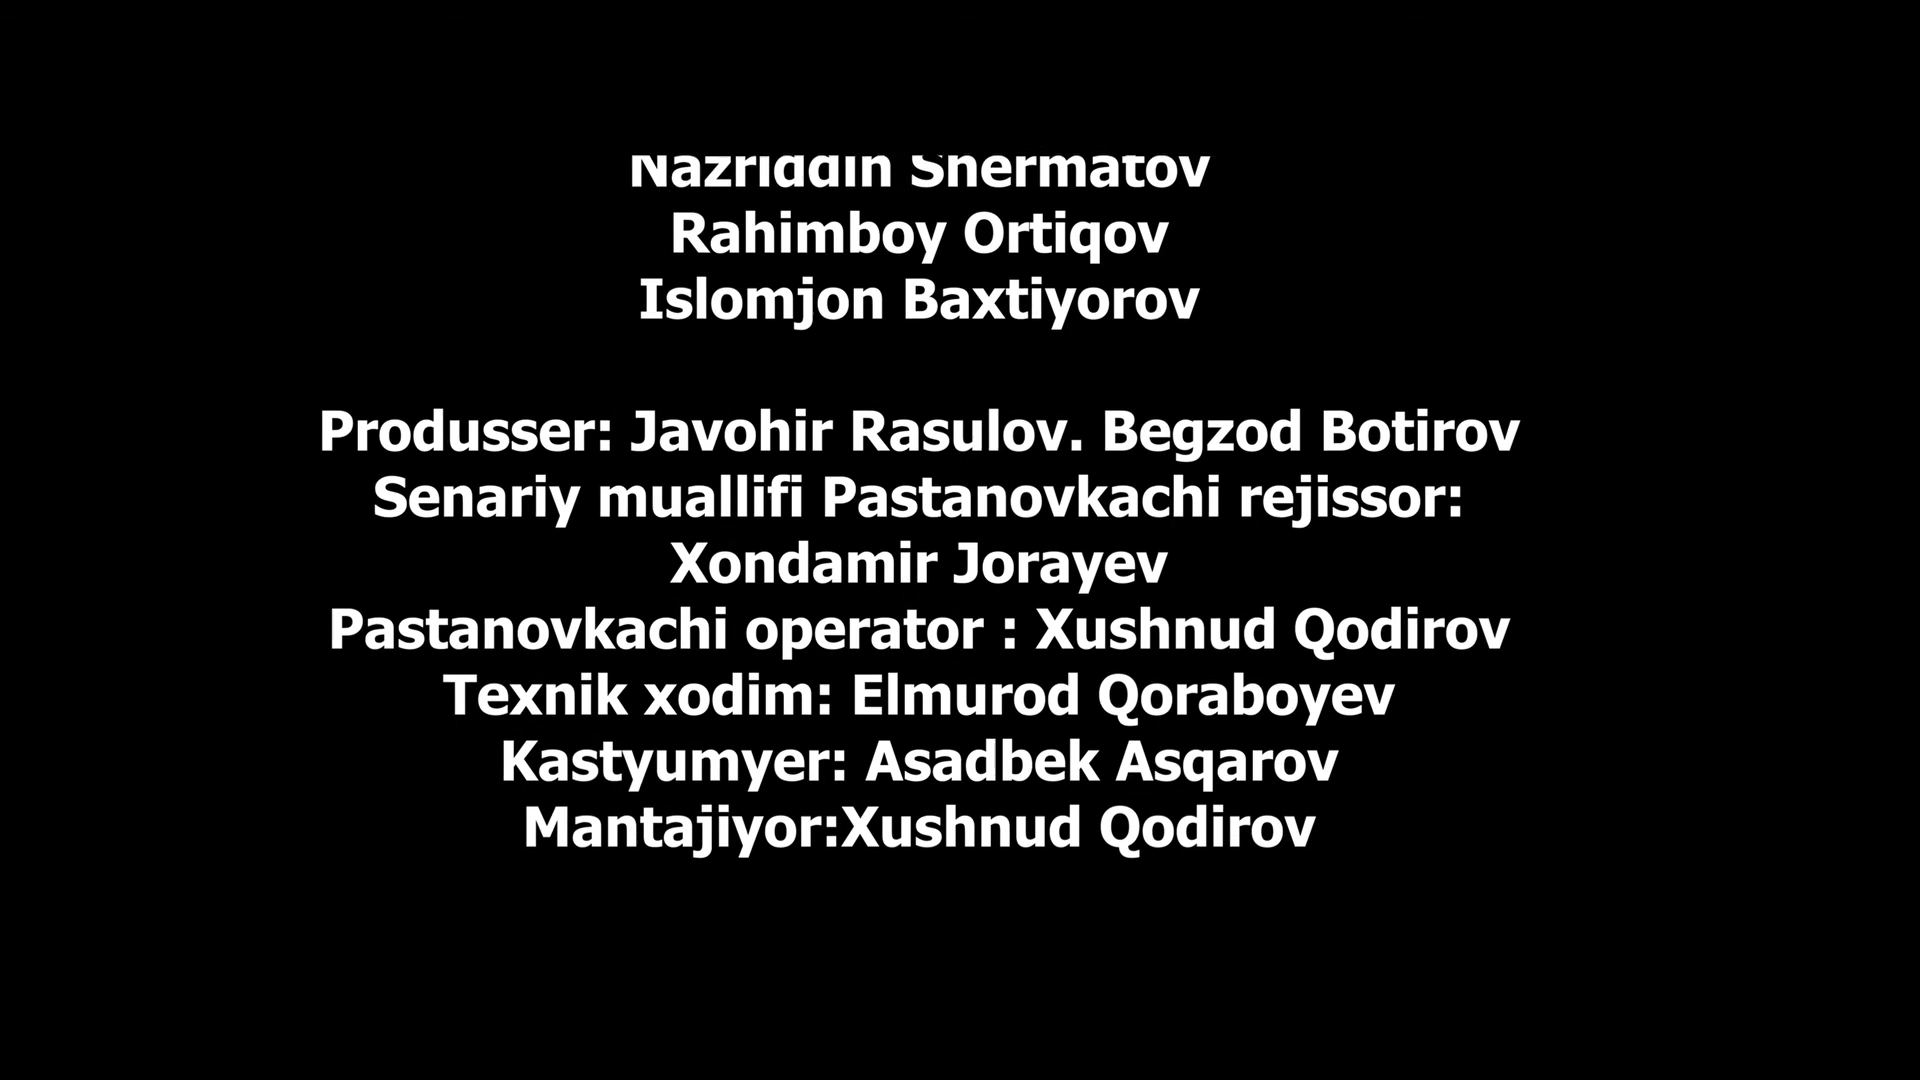 Nazriddin Shermatov
Rahimboy Ortiqov
Islomjon Baxtiyorov
Produsser: Javohir Rasulov. Begzod Botirov
Senariy muallifi Pastanovkachi rejissor:
Xondamir Jorayev
Pastanovkachi operator : Xushnud Qodirov
Texnik xodim: Elmurod Qoraboyev
Kastyumyer: Asadbek Asqarov
Mantajiyor:Xushnud Qodirov